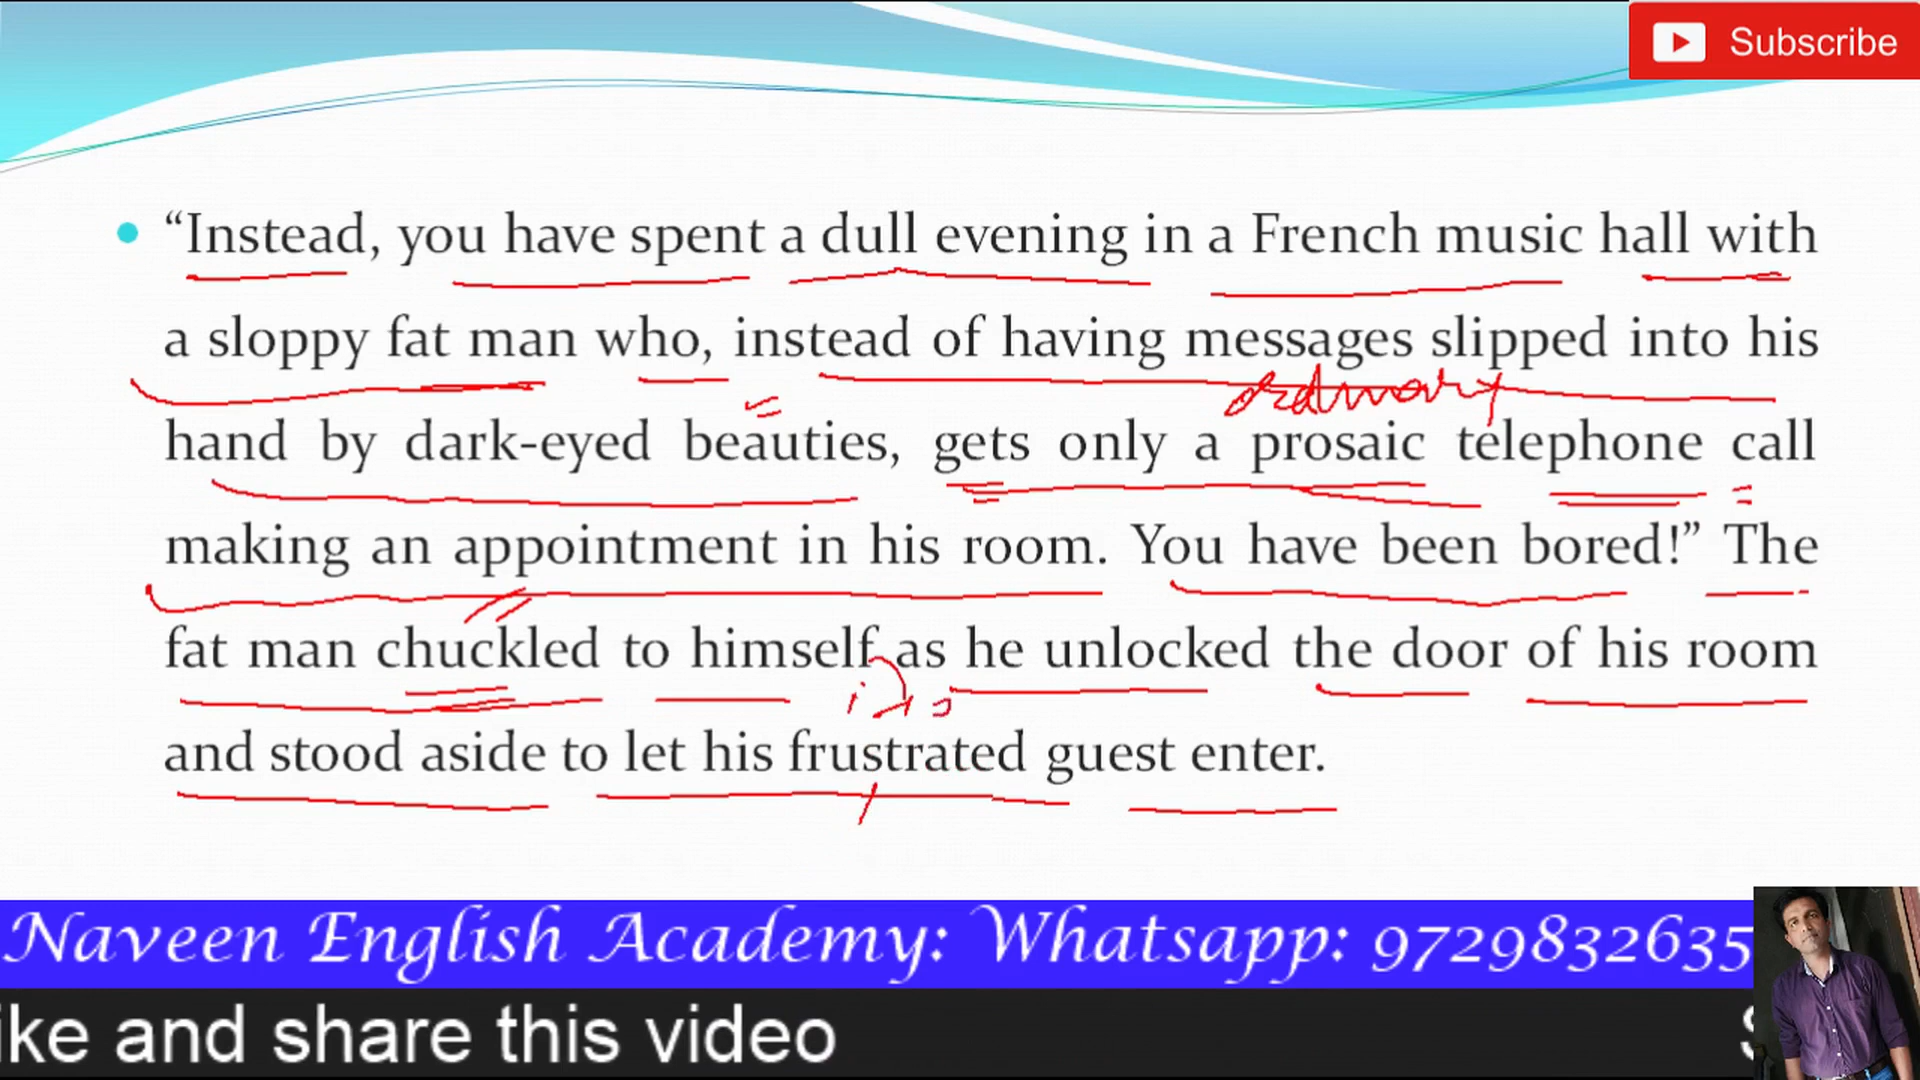 Subscribe
“Instead, you have spent a dull evening in a French music hall with
a sloppy fat man who, instead of having messages slipped into his
ordinary
hand by dark-eyed beauties, gets only a prosaic telephone call
making an appointment in his room. You have been bored!” The
fat man chuckled to himself as he unlocked the door of his room
and stood aside to let his frustrated guest enter.
Naveen English Academy: Whatsapp: 9729832635
ike and share this video